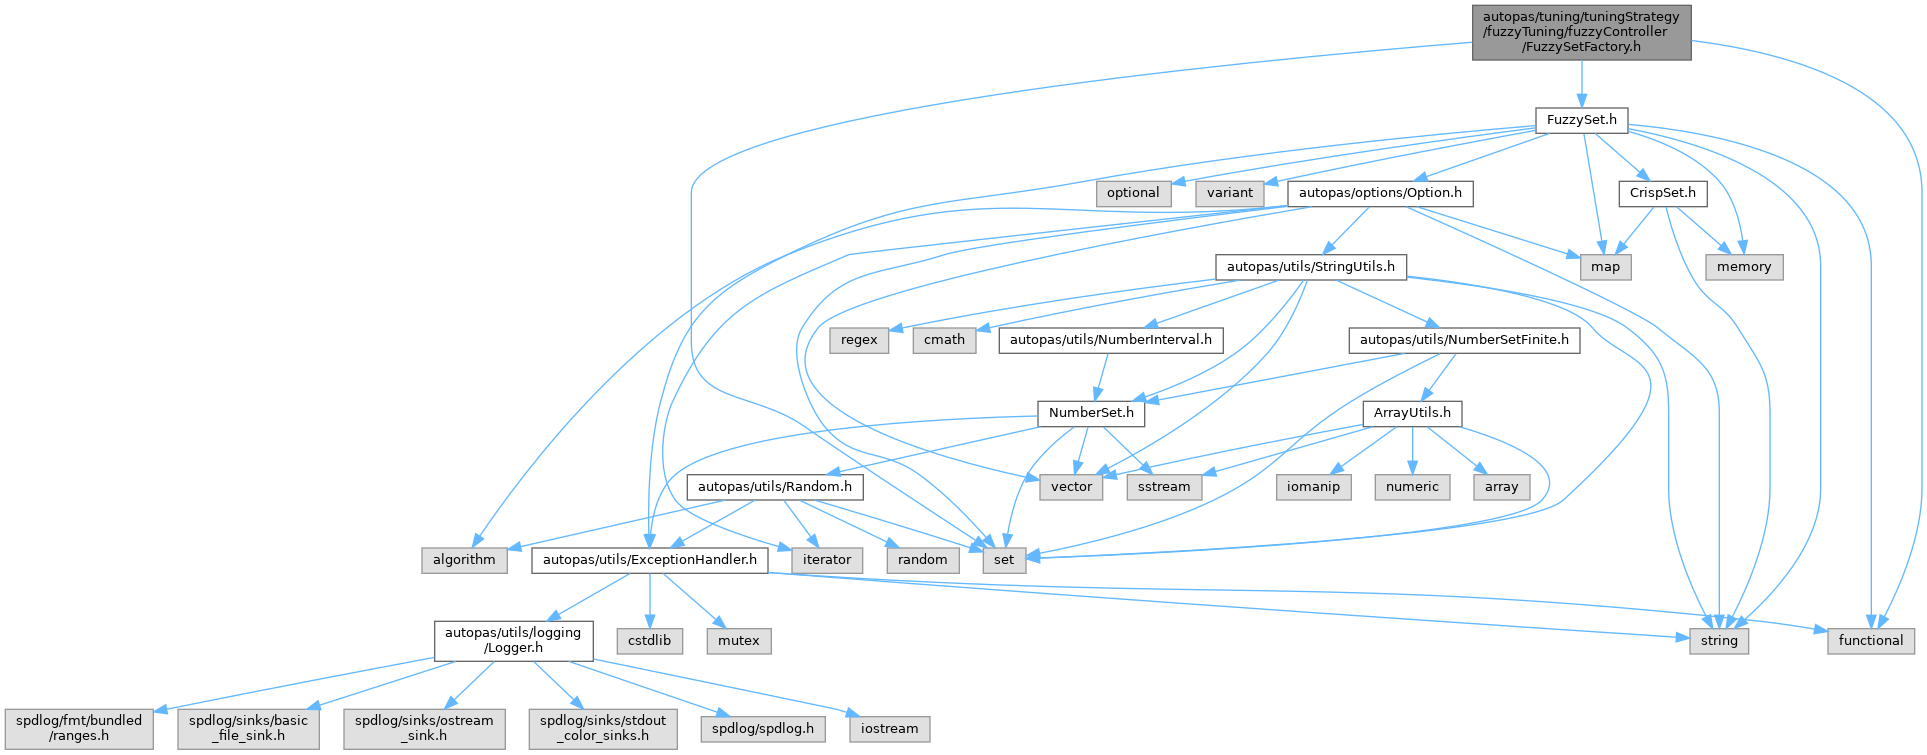 autopas/tuning/tuningStrategy
/fuzzyTuning/fuzzyController
/FuzzySetFactory.h
FuzzySet.h
optional
variant
autopas/options/Option.h
CrispSet.h
autopas/utils/StringUtils.h
map
memory
regex
cmath
autopas/utils/NumberInterval.h
autopas/utils/NumberSetFinite.h
NumberSet.h
ArrayUtils.h
autopas/utils/Random.h
vector
sstream
iomanip
numeric
array
algorithm
autopas/utils/ExceptionHandler.h
iterator
random
set
autopas/utils/logging
/Logger.h
cstdlib
mutex
string
functional
spdlog/fmt/bundled
/ranges.h
spdlog/sinks/basic
_file_sink.h
spdlog/sinks/ostream
_sink.h
spdlog/sinks/stdout
_color_sinks.h
spdlog/spdlog.h
iostream